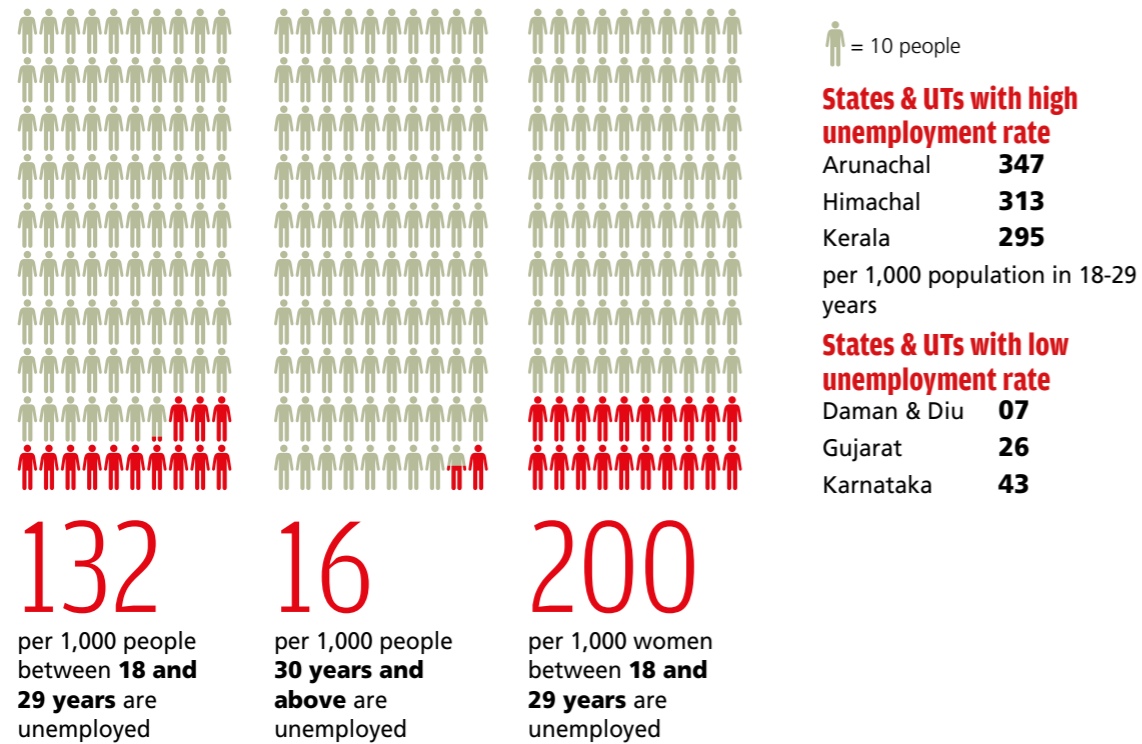 132
per 1,000 people
between 18 and
29 years are
unemployed
16
per 1,000 people
30 years and
above are
unemployed
200
per 1,000 women
between 18 and
29 years are
unemployed
= 10 people
States & UTs with high
unemployment rate
Arunachal 347
Himachal 313
Kerala 295
per 1,000 population in 18-29
years
States & UTs with low
unemployment rate
Daman & Diu 07
Gujarat 26
Karnataka 43